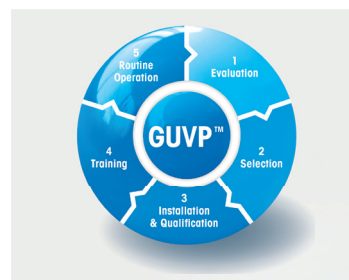 1
Evaluation
2
Selection
3
Installation
& Qualification
4
Training
5
Routine
Operation
GUVP™